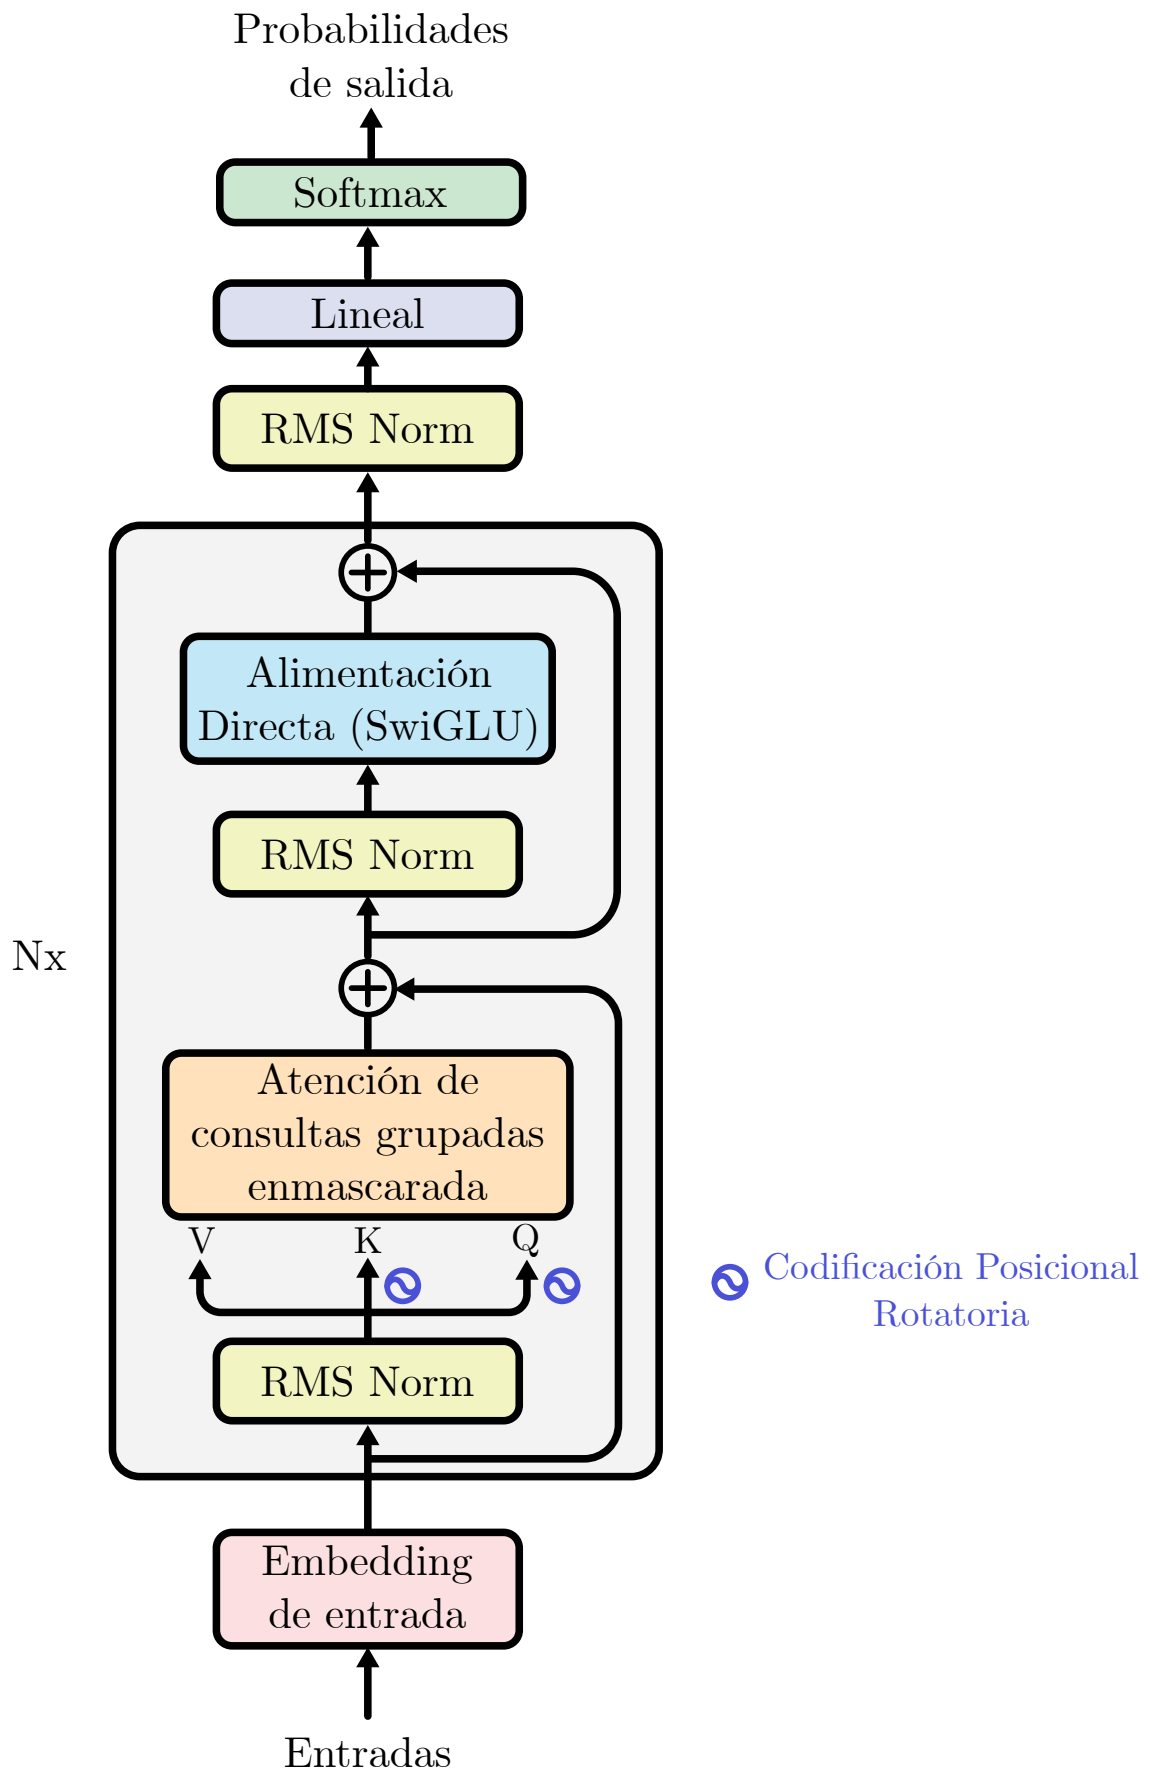 Probabilidades
de salida
Softmax
Lineal
RMS Norm
Alimentación
Directa (SwiGLU)
RMS Norm
Nx
Atención de
consultas grupadas
enmascarada
V K Q
Codificación Posicional
Rotatoria
RMS Norm
Embedding
de entrada
Entradas